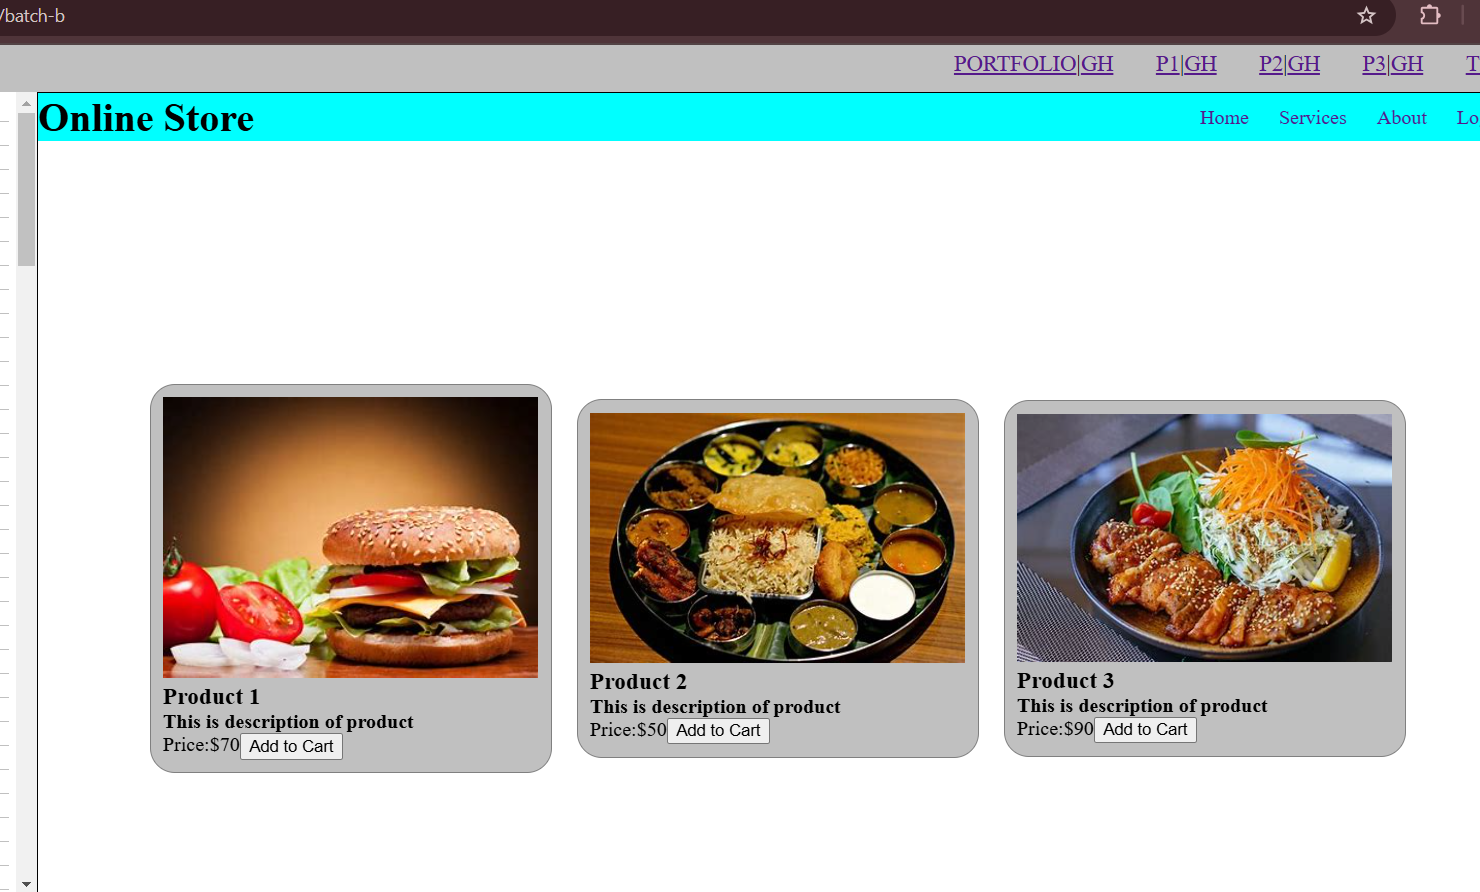 /batch-b
PORTFOLIO|GH P1|GH P2|GH P3|GH
Online Store
Home Services About
Product 1
This is description of product
Price:$70 Add to Cart
Product 2
This is description of product
Price:$50 Add to Cart
Product 3
This is description of product
Price:$90 Add to Cart